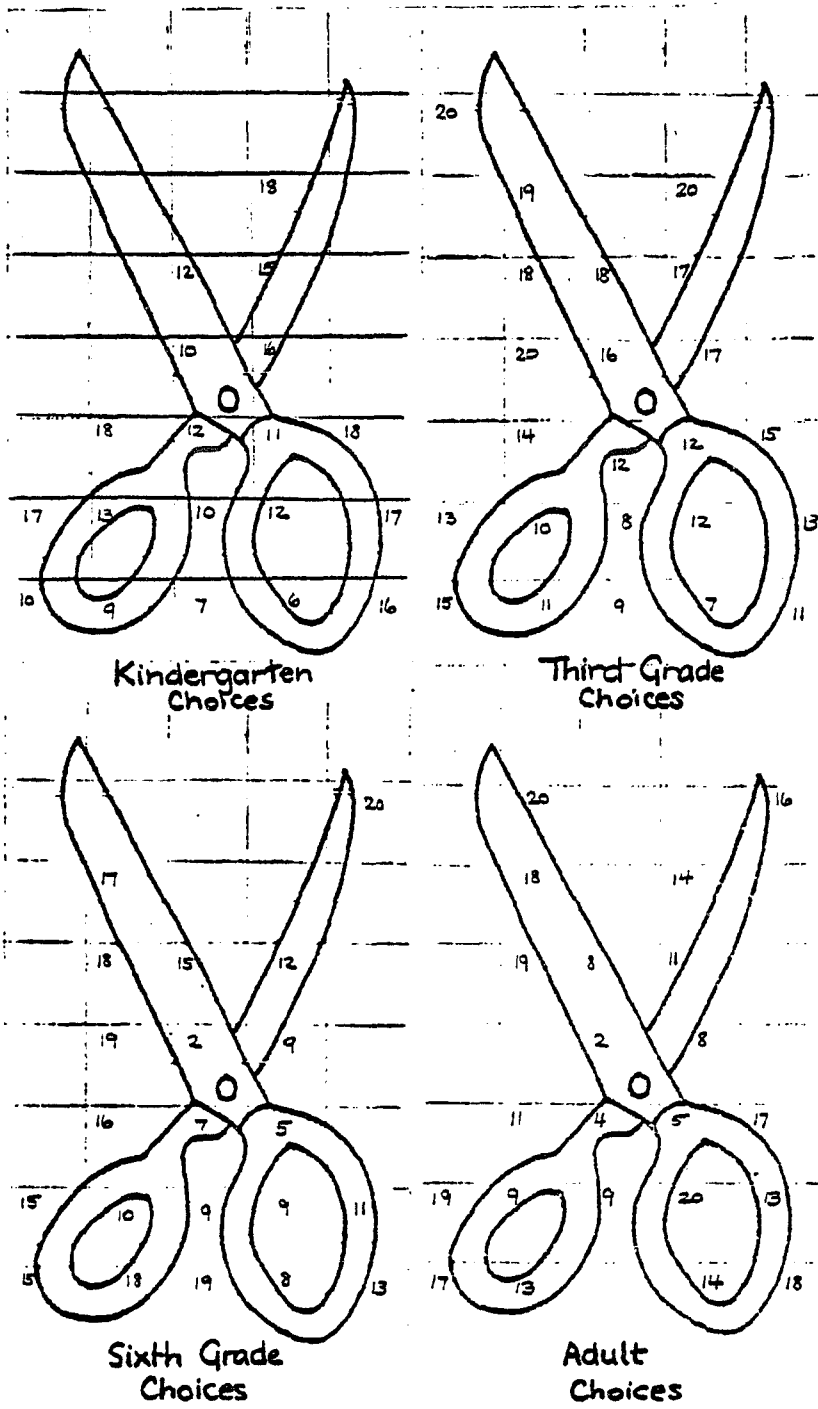 18
12 15
10 16
18 12 11 18
17 13 10 12 17
10 9 7 6 16
Kindergarten
Choices
20
19 20
18 18 17
20 16 17
14 12 15
12
13 10 8 12 13
15 11 9 7 11
Third Grade
Choices
20
17
18 15 12
19 2 9
16 7 5
15 10 9 9 11
15 18 19 8 13
Sixth Grade
Choices
20 16
18 14
19 8 11
2 8
11 4 5 17
19 9 9 20 13
17 13 14 18
Adult
Choices